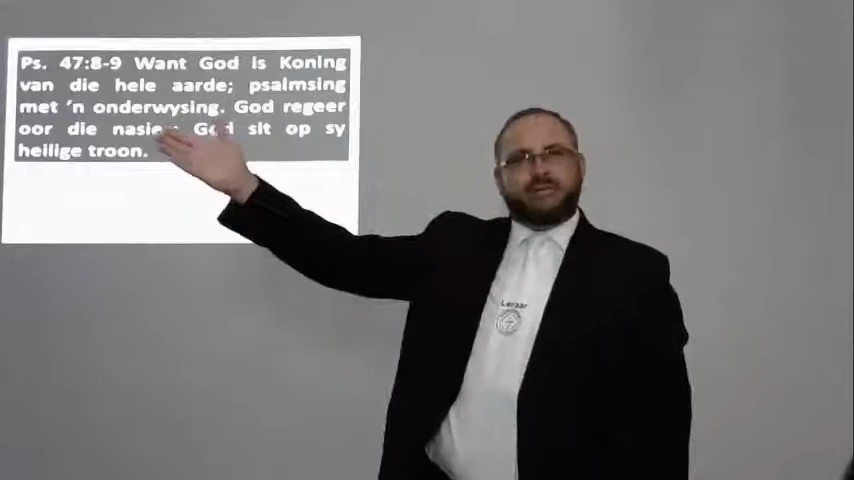 Ps. 47:8-9 Want God is Koning
van die hele aarde; psalmsing
met 'n onderwysing. God regeer
oor die nasies; God sit op sy
heilige troon.
Leraar